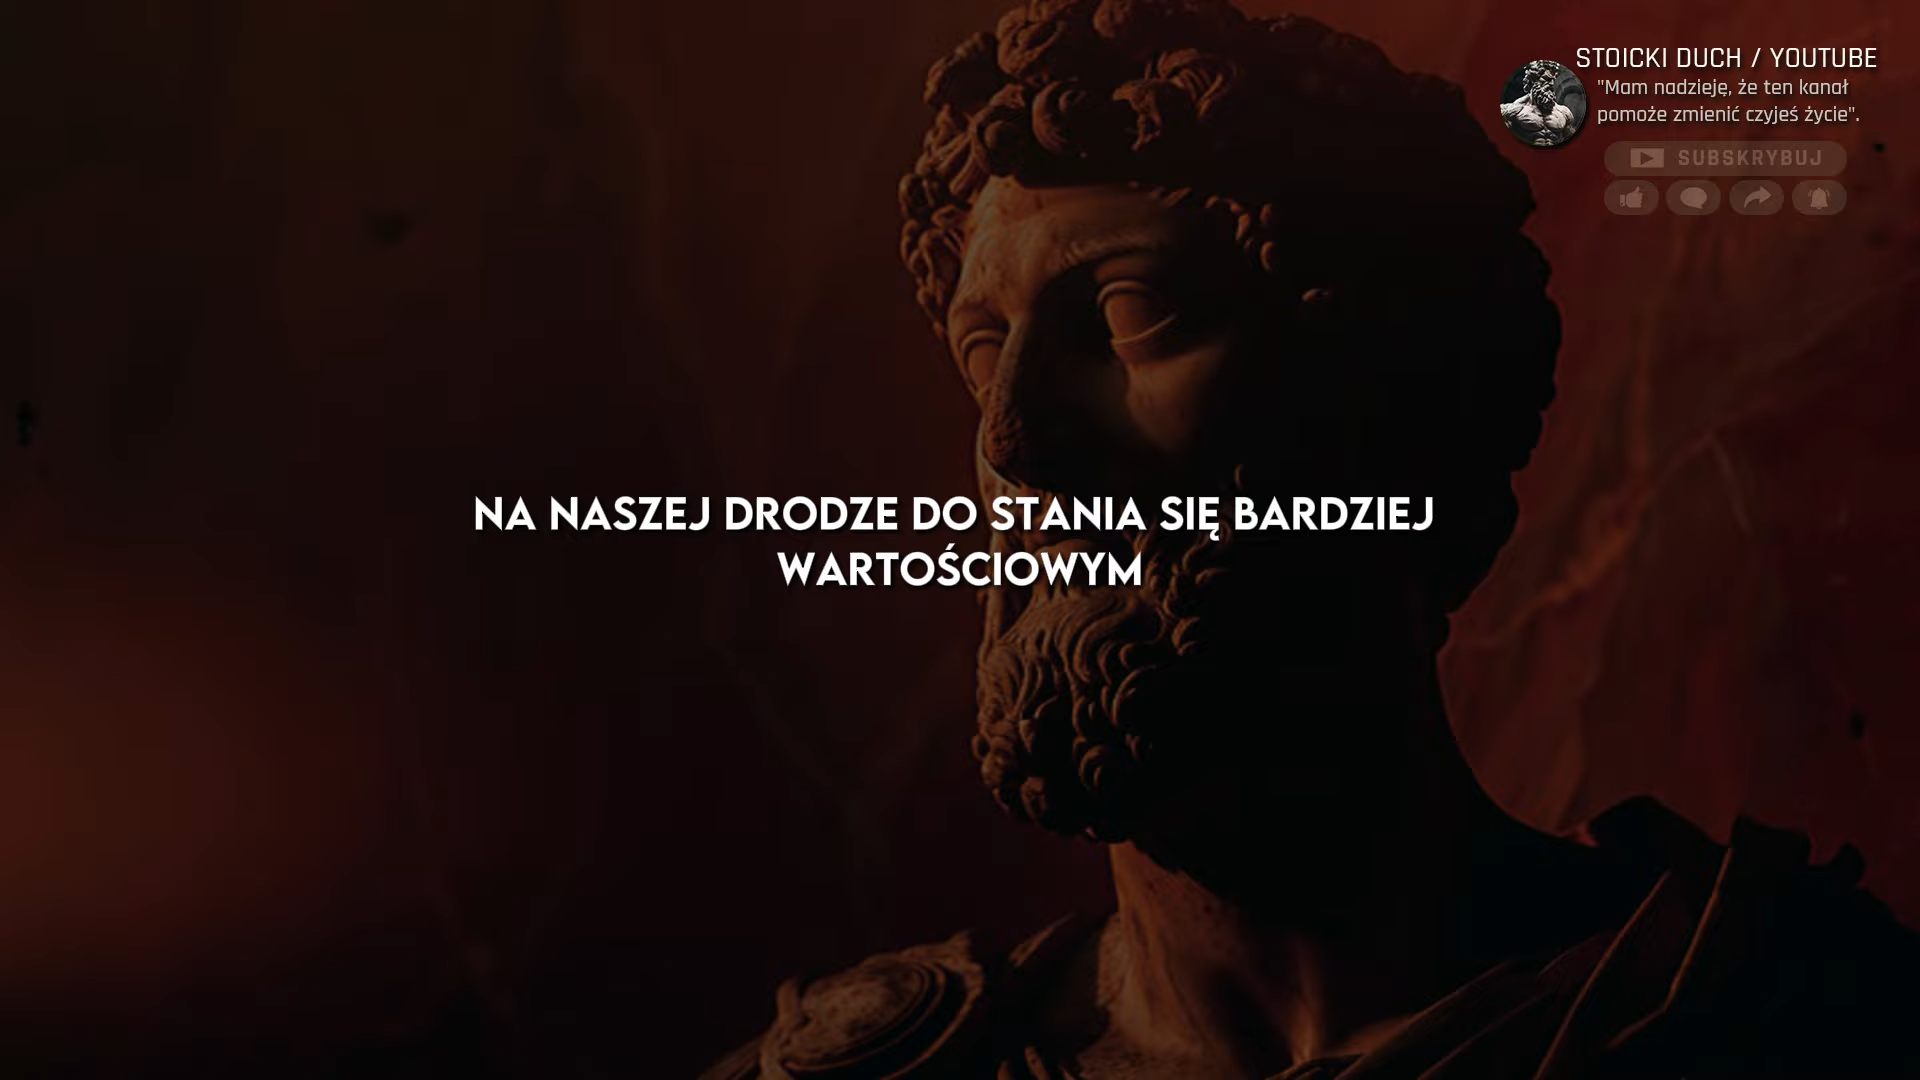 STOICKI DUCH / YOUTUBE
"Mam nadzieję, że ten kanał
pomoże zmienić czyjeś życie".
SUBSKRYBUJ
NA NASZEJ DRODZE DO STANIA SIĘ BARDZIEJ
WARTOŚCIOWYM